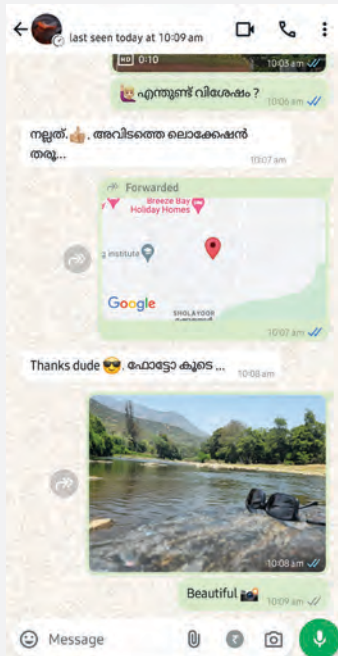 last seen today at 10:09 am
HD 0:10
10:05 am
എന്തുണ്ട് വിശേഷം ?
10:06 am
നല്ലത്. 👍🏼. അവിടത്തെ ലൊക്കേഷൻ
തരൂ...
10:07 am
Forwarded
Breeze Bay
Holiday Homes
g institute
Google
SHOLAYOOR
10:07 am
Thanks dude 😎. ഫോട്ടോ കൂടെ ...
10:08 am
10:08 am
Beautiful 📸
10:09 am
Message